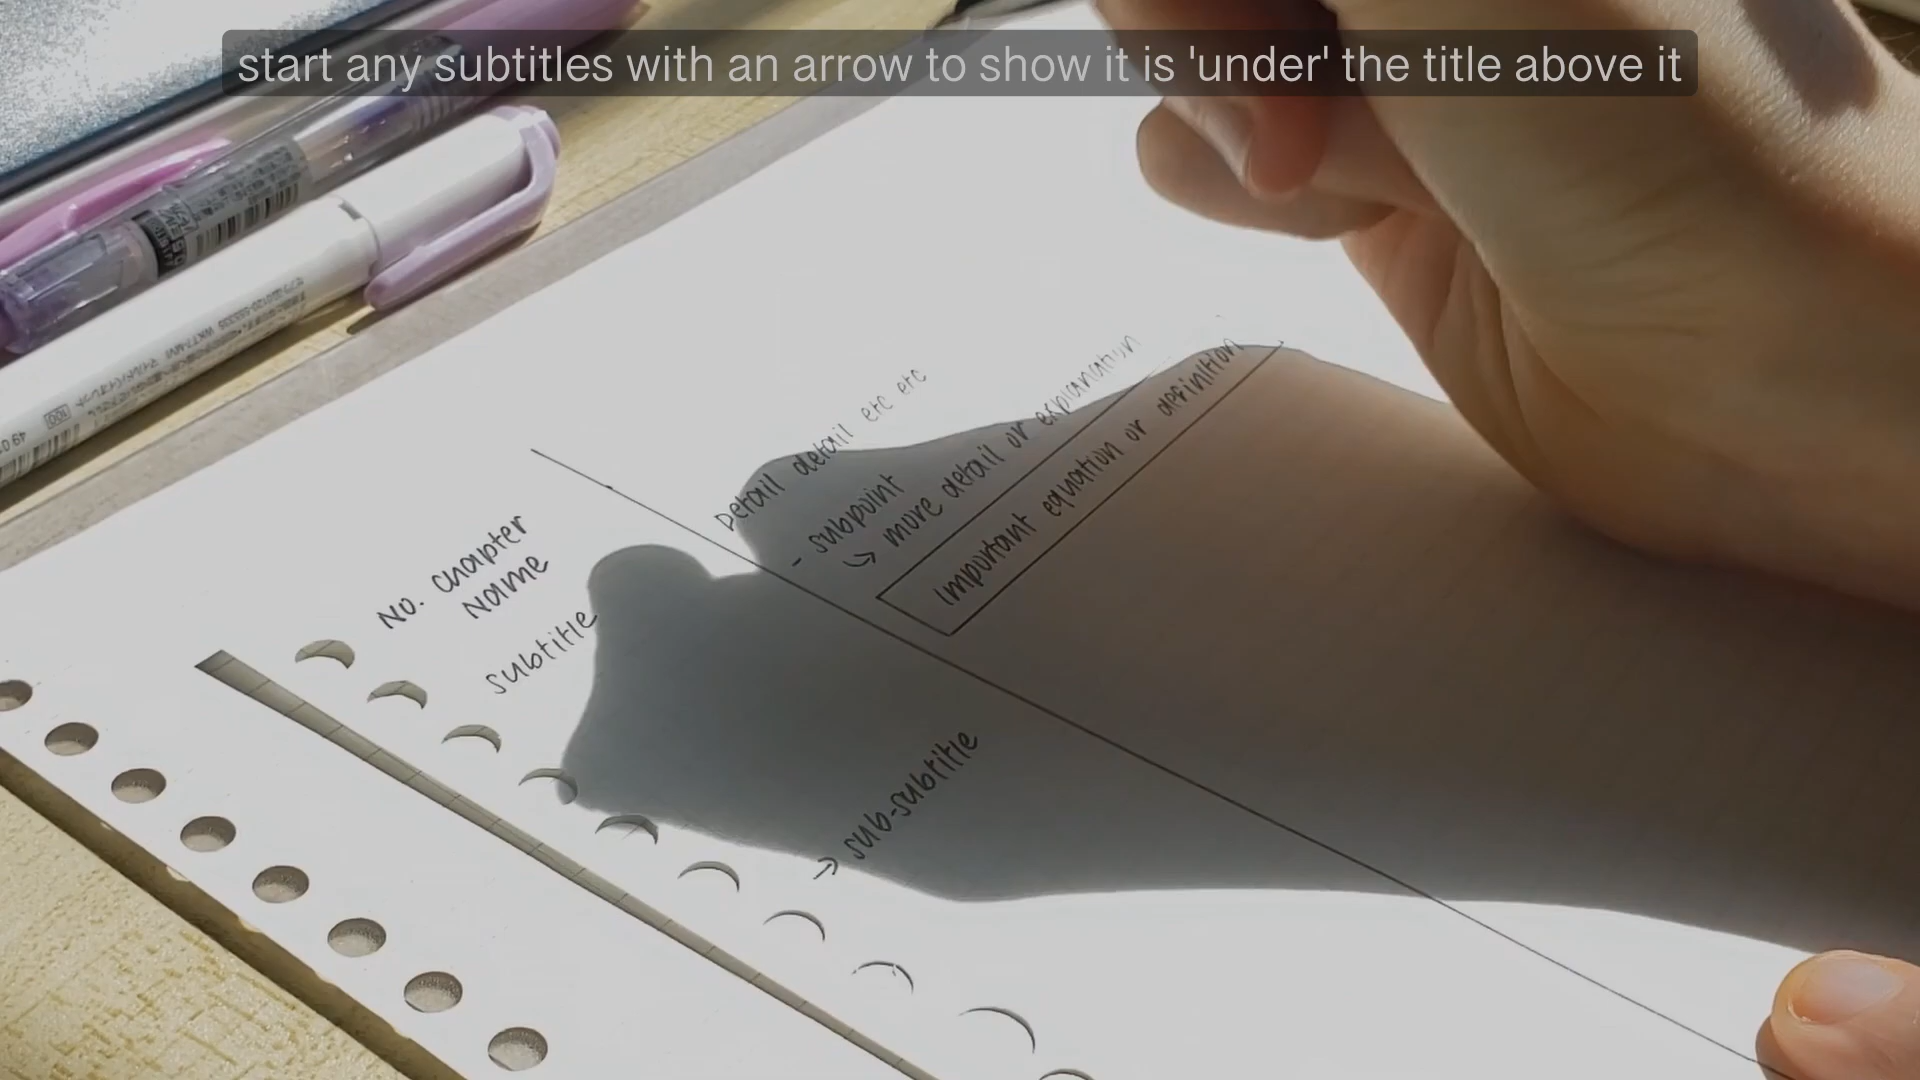 start any subtitles with an arrow to show it is 'under' the title above it
No. chapter
Name
subtitle
→ sub-subtitle
Detail detail etc etc
- subpoint
↳ more detail or explanation
Important equation or definition